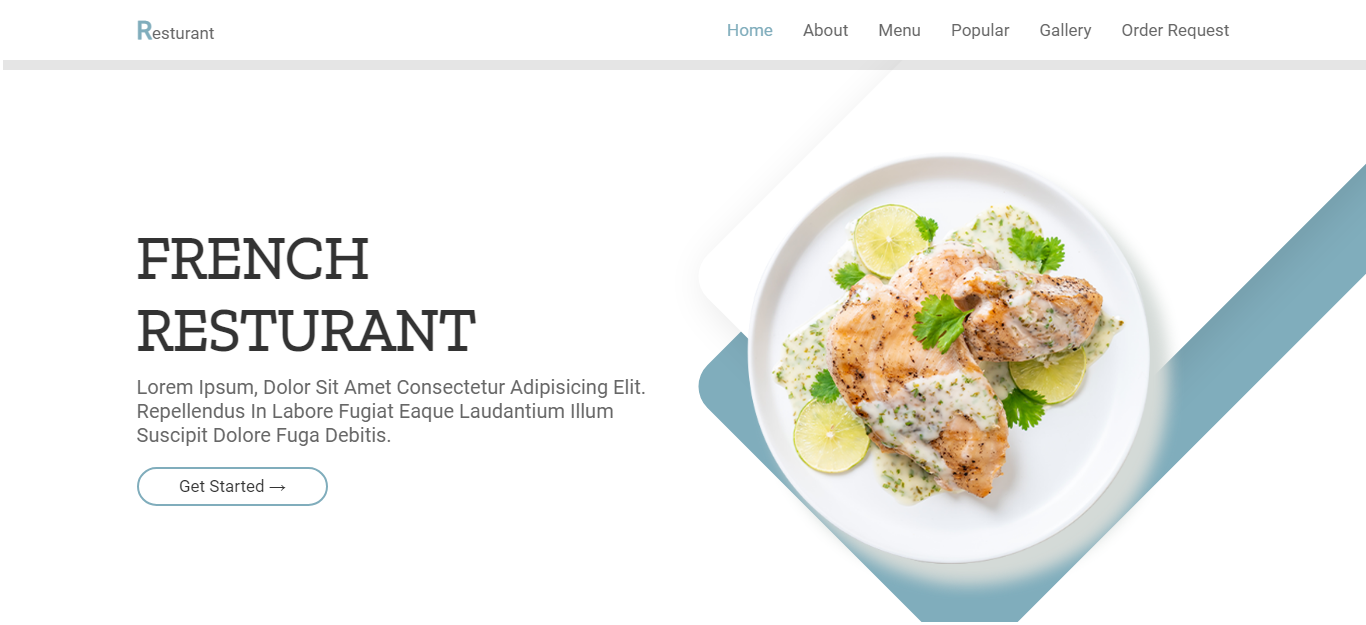 Resturant
Home About Menu Popular Gallery Order Request
FRENCH
RESTURANT
Lorem Ipsum, Dolor Sit Amet Consectetur Adipisicing Elit.
Repellendus In Labore Fugiat Eaque Laudantium Illum
Suscipit Dolore Fuga Debitis.
Get Started →